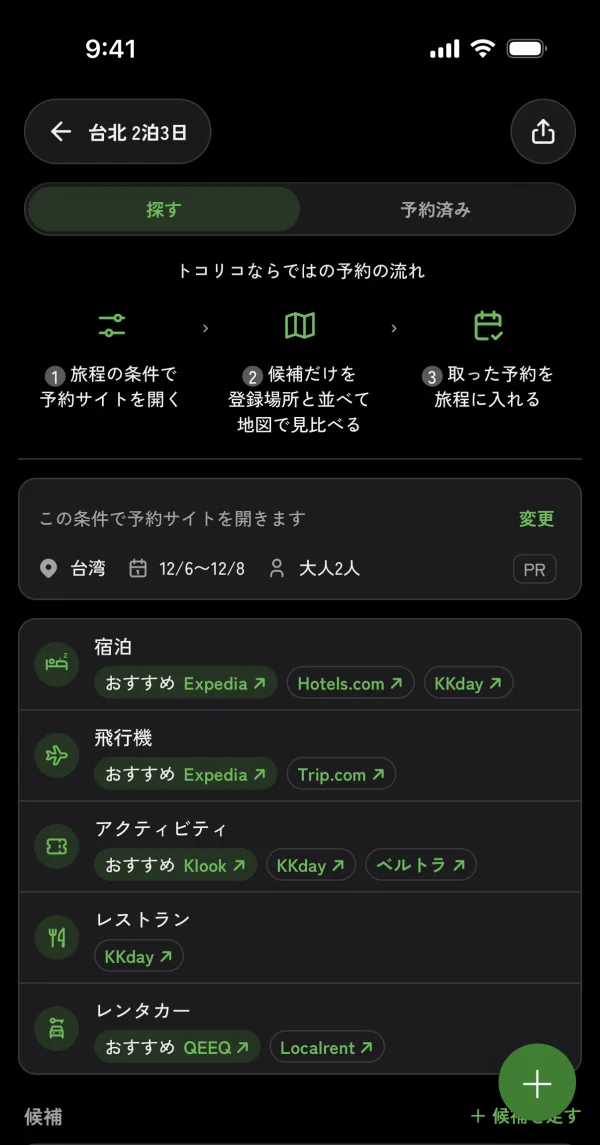 9:41
台北 2泊3日
探す
予約済み
トコリコならではの予約の流れ
1 旅程の条件で
予約サイトを開く
2 候補だけを
登録場所と並べて
地図で見比べる
3 取った予約を
旅程に入れる
この条件で予約サイトを開きます
変更
台湾 12/6〜12/8 大人2人
PR
宿泊
おすすめ Expedia Hotels.com KKday
飛行機
おすすめ Expedia Trip.com
アクティビティ
おすすめ Klook KKday ベルトラ
レストラン
KKday
レンタカー
おすすめ QEEQ Localrent
候補
+ 候補を足す